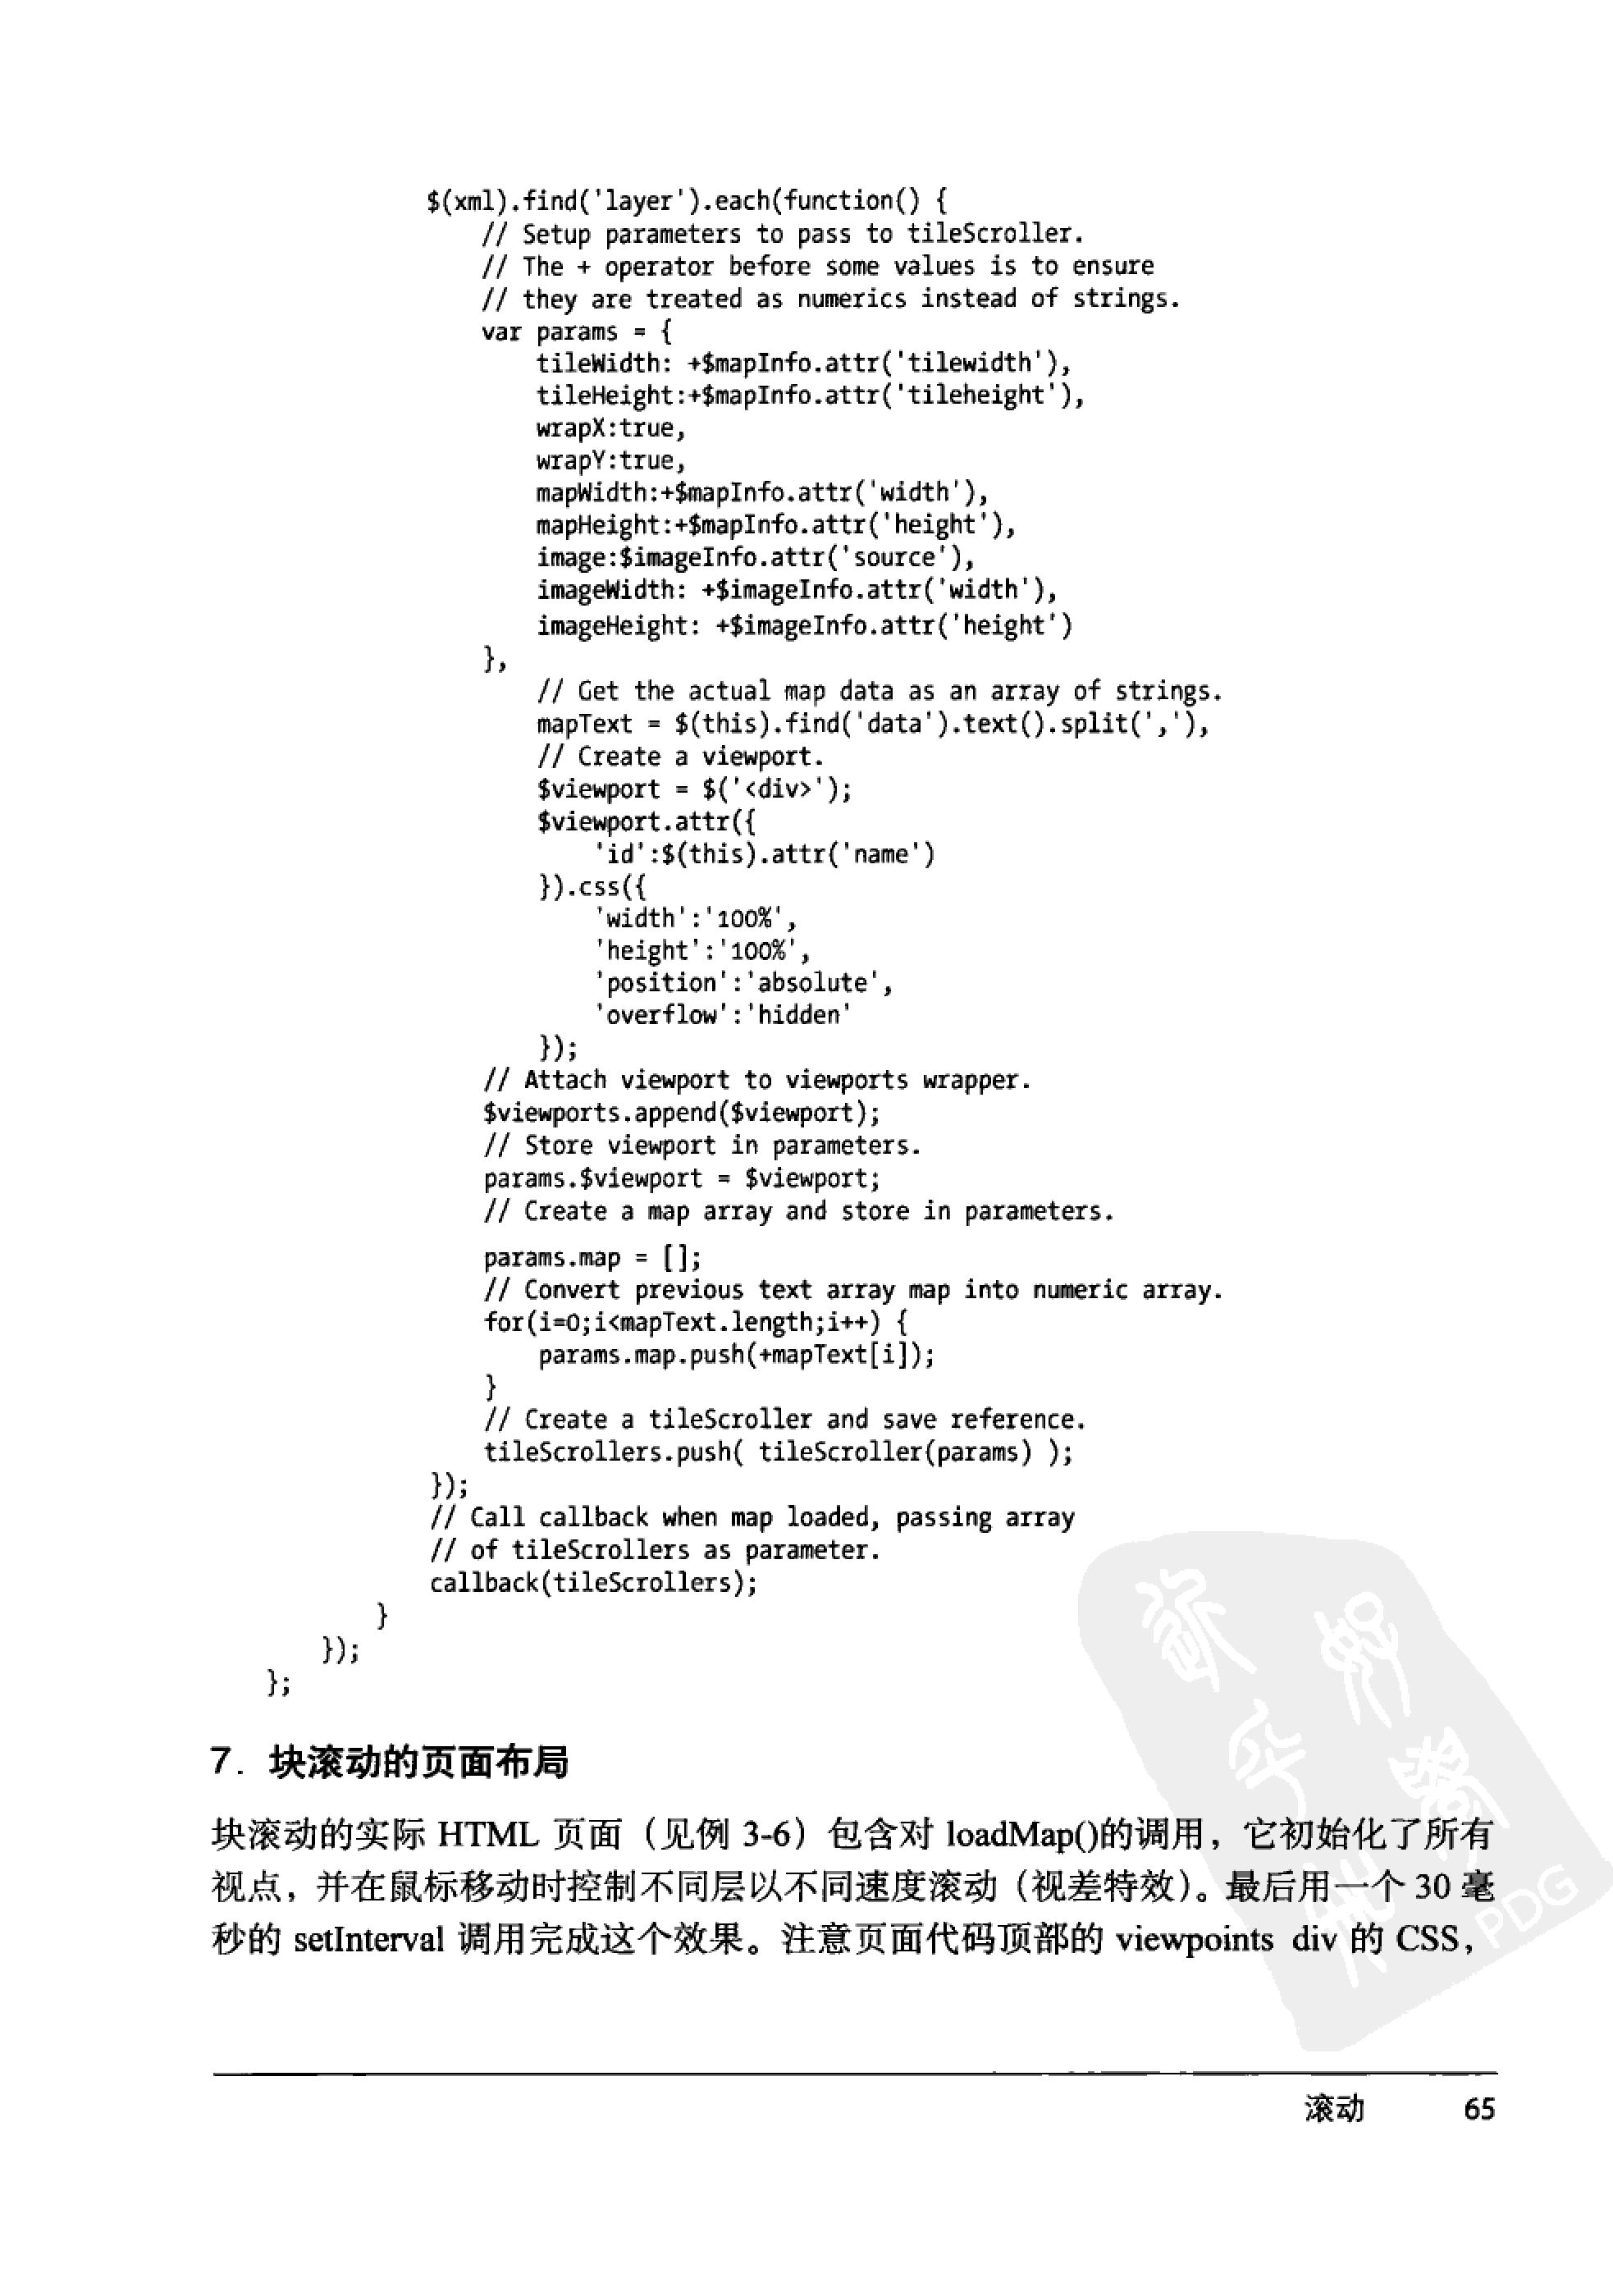 $(xml).find('layer').each(function() {
// Setup parameters to pass to tileScroller.
// The + operator before some values is to ensure
// they are treated as numerics instead of strings.
var params = {
tileWidth: +$mapInfo.attr('tilewidth'),
tileHeight:+$mapInfo.attr('tileheight'),
wrapX:true,
wrapY:true,
mapWidth:+$mapInfo.attr('width'),
mapHeight:+$mapInfo.attr('height'),
image:$imageInfo.attr('source'),
imageWidth: +$imageInfo.attr('width'),
imageHeight: +$imageInfo.attr('height')
},
// Get the actual map data as an array of strings.
mapText = $(this).find('data').text().split(','),
// Create a viewport.
$viewport = $('<div>');
$viewport.attr({
'id':$(this).attr('name')
}).css({
'width':'100%',
'height':'100%',
'position':'absolute',
'overflow':'hidden'
});
// Attach viewport to viewports wrapper.
$viewports.append($viewport);
// Store viewport in parameters.
params.$viewport = $viewport;
// Create a map array and store in parameters.
params.map = [];
// Convert previous text array map into numeric array.
for(i=0;i<mapText.length;i++) {
params.map.push(+mapText[i]);
}
// Create a tileScroller and save reference.
tileScrollers.push( tileScroller(params) );
});
// Call callback when map loaded, passing array
// of tileScrollers as parameter.
callback(tileScrollers);
}
});
};
7. 块滚动的页面布局
块滚动的实际 HTML 页面（见例 3-6）包含对 loadMap()的调用，它初始化了所有
视点，并在鼠标移动时控制不同层以不同速度滚动（视差特效）。最后用一个 30 毫
秒的 setInterval 调用完成这个效果。注意页面代码顶部的 viewpoints div 的 CSS，
PDG
滚动 65